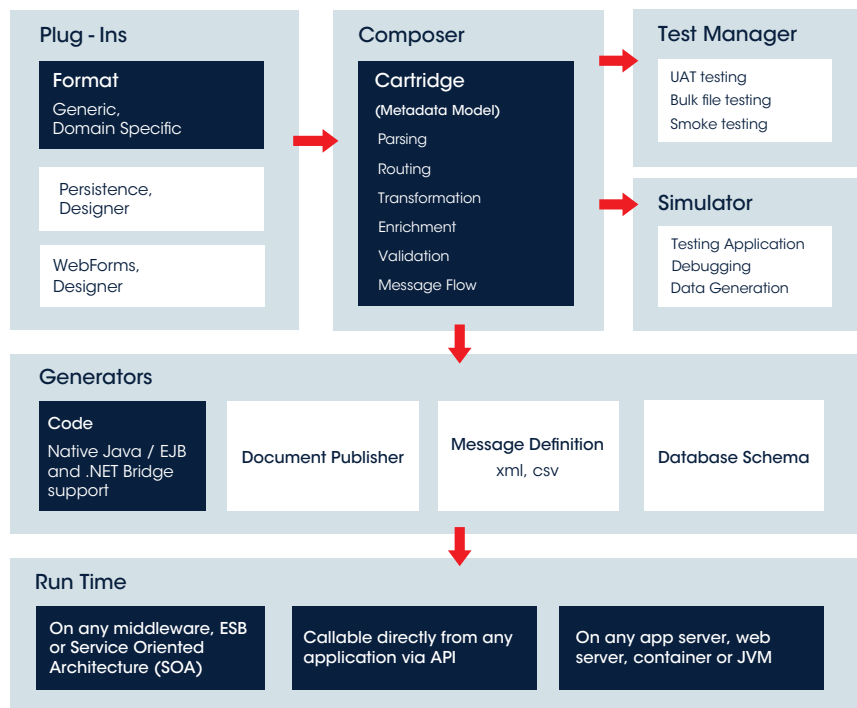 Plug - Ins
Format
Generic,
Domain Specific
Persistence,
Designer
WebForms,
Designer
Composer
Cartridge
(Metadata Model)
Parsing
Routing
Transformation
Enrichment
Validation
Message Flow
Test Manager
UAT testing
Bulk file testing
Smoke testing
Simulator
Testing Application
Debugging
Data Generation
Generators
Code
Native Java / EJB
and .NET Bridge
support
Document Publisher
Message Definition
xml, csv
Database Schema
Run Time
On any middleware, ESB
or Service Oriented
Architecture (SOA)
Callable directly from any
application via API
On any app server, web
server, container or JVM